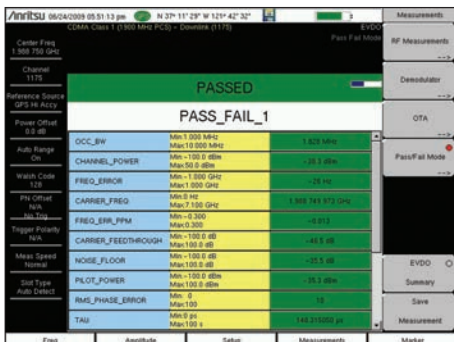 Anritsu 08/24/2009 05:51:13 pm N 37° 11' 29" W 121° 42' 32" Measurements
CDMA Class 1 (1900 MHz PCS) - Downlink (1175) EVDO
Pass Fail Mode
Center Freq
1.988 750 GHz
Channel
1175
Reference Source
GPS Hi Accy
Power Offset
0.0 dB
Auto Range
On
Walsh Code
128
PN Offset
N/A
No Trig
Trigger Polarity
N/A
Meas Speed
Normal
Slot Type
Auto Detect
PASSED
PASS_FAIL_1
OCC_BW Min:1.000 MHz Max:10.000 MHz
CHANNEL_POWER Min:-100.0 dBm Max:50.0 dBm
FREQ_ERROR Min:-1.000 GHz Max:1.000 GHz
CARRIER_FREQ Min:0 Hz Max:7.100 GHz
FREQ_ERR_PPM Min:-0.300 Max:0.300
CARRIER_FEEDTHROUGH Min:-100.0 dB Max:100.0 dB
NOISE_FLOOR Min:-100.0 dB Max:100.0 dB
PILOT_POWER Min:-100.0 dBm Max:100.0 dBm
RMS_PHASE_ERROR Min: 0 Max:100
TAU Min:0 ps Max:100 s
RF Measurements
-->
Demodulator
-->
OTA
-->
Pass/Fail Mode
-->
EVDO
Summary
Save
Measurement
Freq Amplitude Setup Measurements Marker